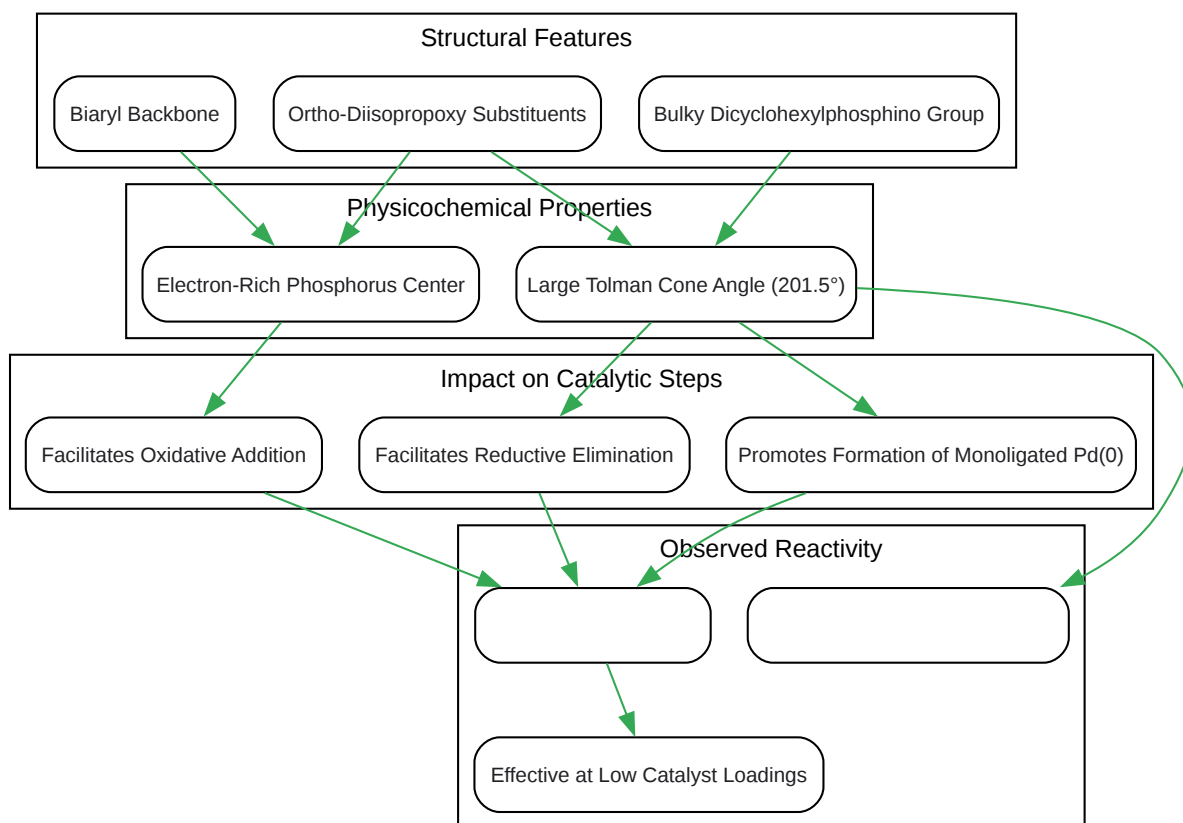 Structural Features
Biaryl Backbone
Ortho-Diisopropoxy Substituents
Bulky Dicyclohexylphosphino Group
Physicochemical Properties
Electron-Rich Phosphorus Center
Large Tolman Cone Angle (201.5°)
Impact on Catalytic Steps
Facilitates Oxidative Addition
Facilitates Reductive Elimination
Promotes Formation of Monoligated Pd(0)
Observed Reactivity
Effective at Low Catalyst Loadings